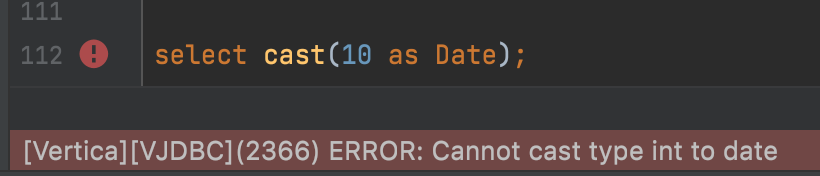 111
112 select cast(10 as Date);
[Vertica][VJDBC](2366) ERROR: Cannot cast type int to date